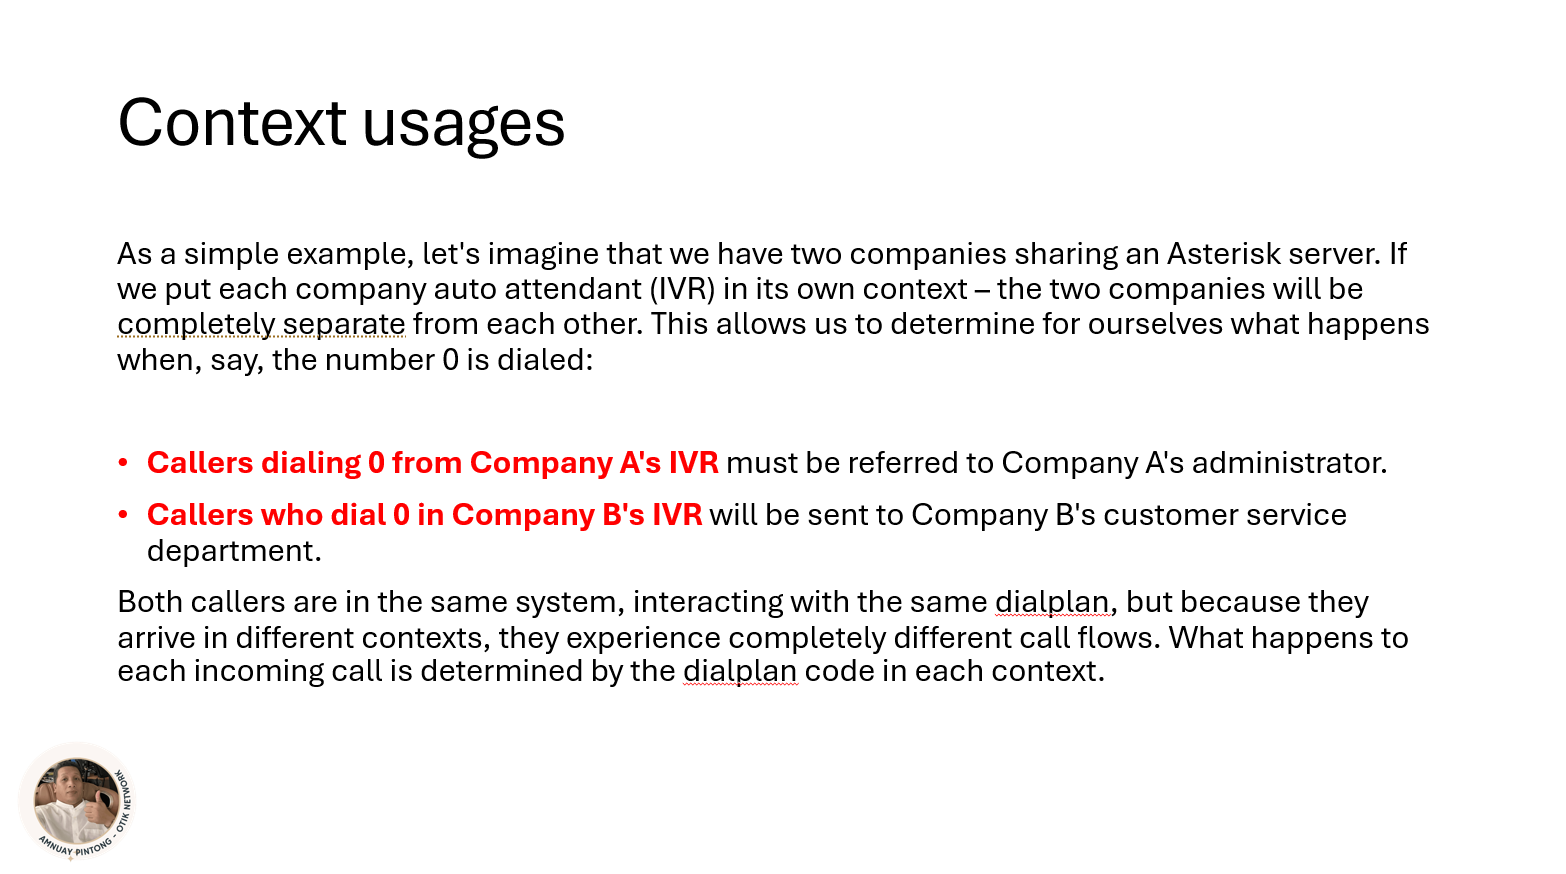 Context usages
As a simple example, let's imagine that we have two companies sharing an Asterisk server. If
we put each company auto attendant (IVR) in its own context – the two companies will be
completely separate from each other. This allows us to determine for ourselves what happens
when, say, the number 0 is dialed:
• Callers dialing 0 from Company A's IVR must be referred to Company A's administrator.
• Callers who dial 0 in Company B's IVR will be sent to Company B's customer service
department.
Both callers are in the same system, interacting with the same dialplan, but because they
arrive in different contexts, they experience completely different call flows. What happens to
each incoming call is determined by the dialplan code in each context.
AMNUAY PINTONG - OTIK NETWORK